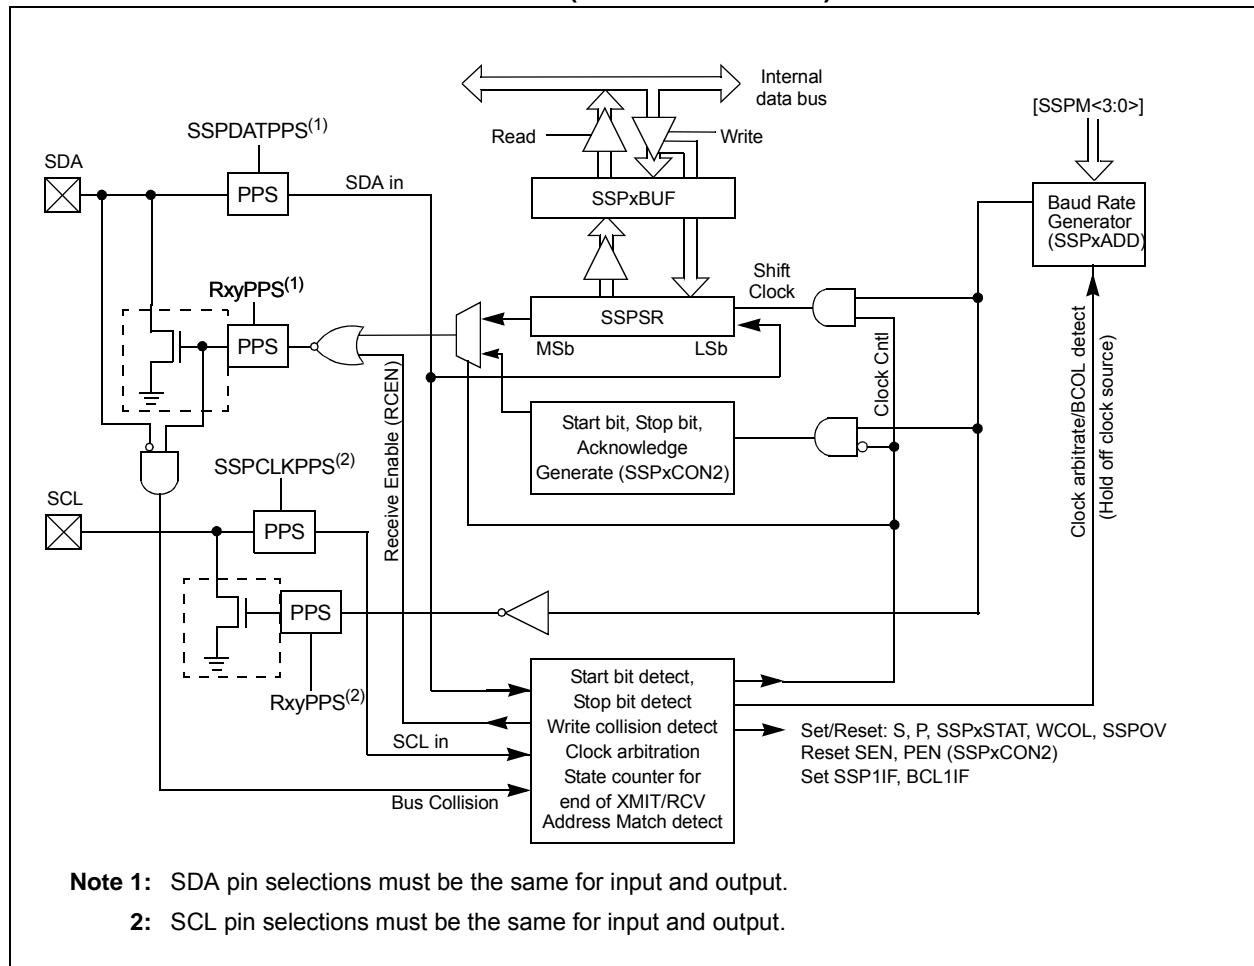 Internal
data bus
[SSPM<3:0>]
SSPDATPPS(1)
Read
Write
SDA
PPS
SDA in
SSPxBUF
Baud Rate
Generator
(SSPxADD)
Shift
Clock
RxyPPS(1)
PPS
SSPSR
MSb
LSb
Clock Cntl
Clock arbitrate/BCOL detect
(Hold off clock source)
Receive Enable (RCEN)
Start bit, Stop bit,
Acknowledge
Generate (SSPxCON2)
SSPCLKPPS(2)
SCL
PPS
PPS
RxyPPS(2)
Start bit detect,
Stop bit detect
Write collision detect
Clock arbitration
State counter for
end of XMIT/RCV
Address Match detect
SCL in
Bus Collision
Set/Reset: S, P, SSPxSTAT, WCOL, SSPOV
Reset SEN, PEN (SSPxCON2)
Set SSP1IF, BCL1IF
Note 1: SDA pin selections must be the same for input and output.
2: SCL pin selections must be the same for input and output.